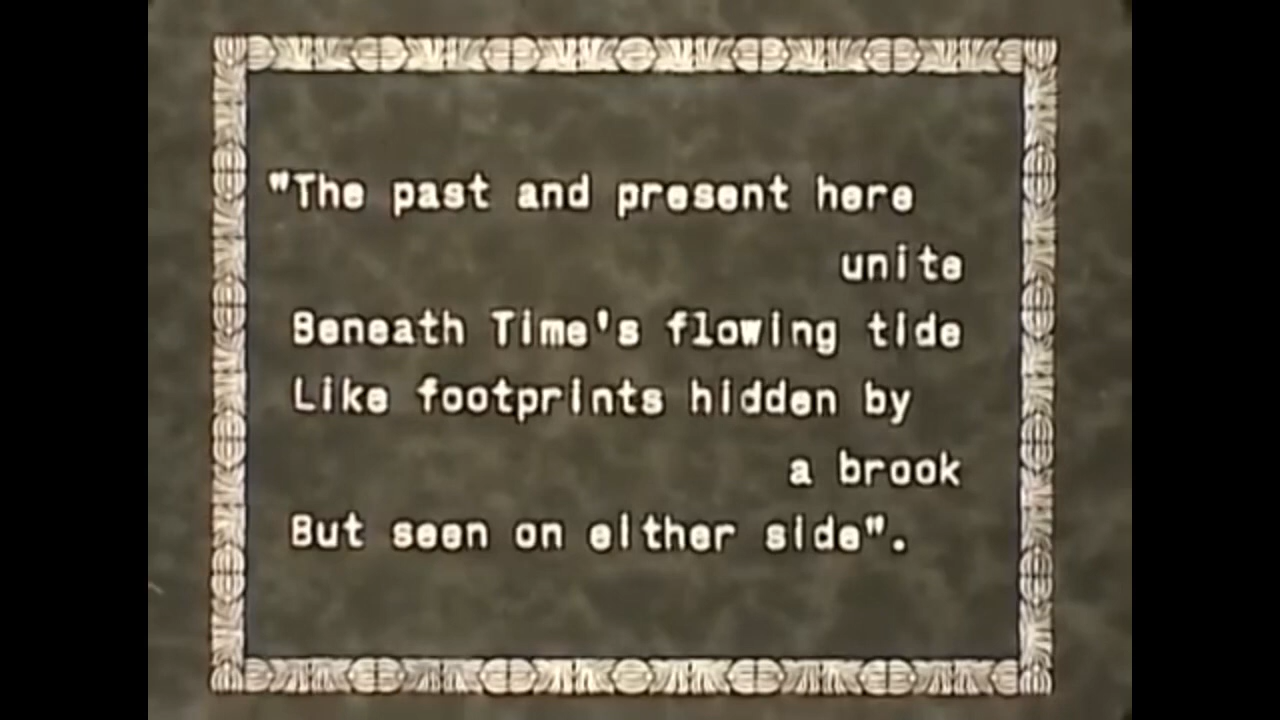 "The past and present here
unite
Beneath Time's flowing tide
Like footprints hidden by
a brook
But seen on either side".